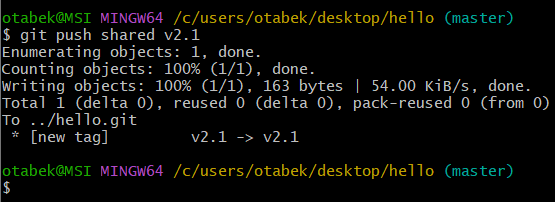 otabek@MSI MINGW64 /c/users/otabek/desktop/hello (master)
$ git push shared v2.1
Enumerating objects: 1, done.
Counting objects: 100% (1/1), done.
Writing objects: 100% (1/1), 163 bytes | 54.00 KiB/s, done.
Total 1 (delta 0), reused 0 (delta 0), pack-reused 0 (from 0)
To ../hello.git
 * [new tag]         v2.1 -> v2.1
otabek@MSI MINGW64 /c/users/otabek/desktop/hello (master)
$